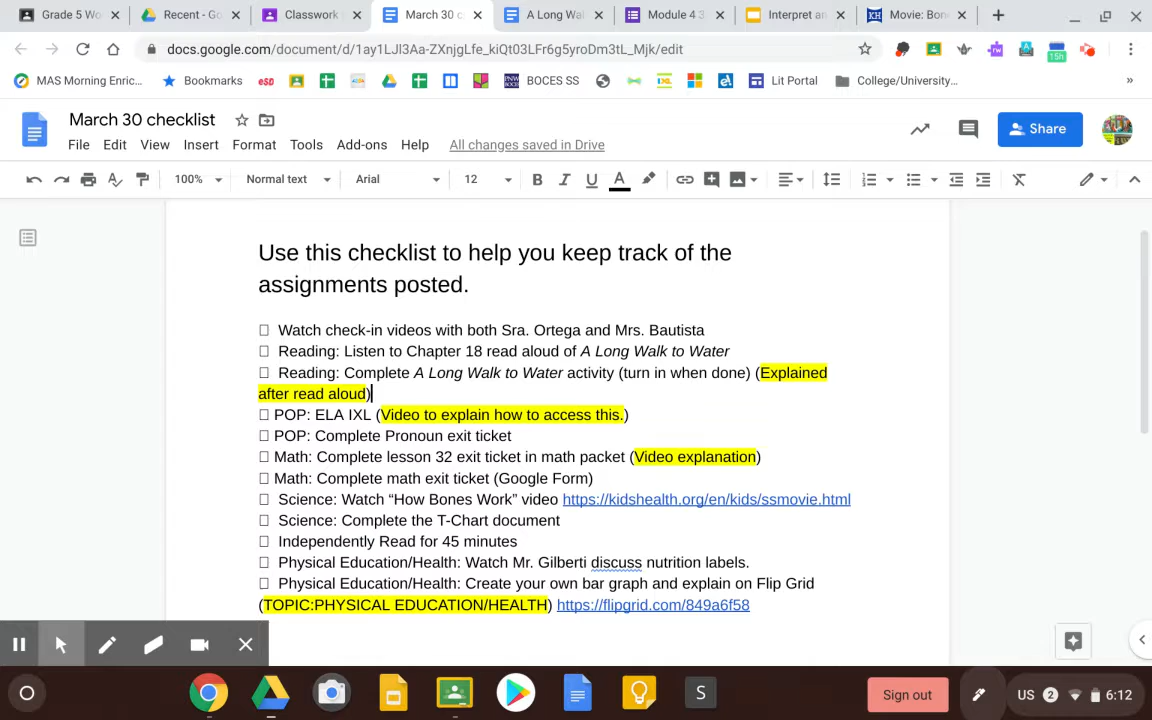 Grade 5 Wo
Recent - Go
Classwork
March 30 c
A Long Wal
Module 4 3
Interpret an
KH
Movie: Bon
docs.google.com/document/d/1ay1LJl3Aa-ZXnjgLfe_kiQt03LFr6g5yroDm3tL_Mjk/edit
15h
MAS Morning Enric...
Bookmarks
esd
BOCES SS
Lit Portal
College/University...
»
March 30 checklist
Share
File Edit View Insert Format Tools Add-ons Help All changes saved in Drive
100% Normal text Arial 12 B I U A
Use this checklist to help you keep track of the
assignments posted.
☐ Watch check-in videos with both Sra. Ortega and Mrs. Bautista
☐ Reading: Listen to Chapter 18 read aloud of A Long Walk to Water
☐ Reading: Complete A Long Walk to Water activity (turn in when done) (Explained
after read aloud)
☐ POP: ELA IXL (Video to explain how to access this.)
☐ POP: Complete Pronoun exit ticket
☐ Math: Complete lesson 32 exit ticket in math packet (Video explanation)
☐ Math: Complete math exit ticket (Google Form)
☐ Science: Watch “How Bones Work” video https://kidshealth.org/en/kids/ssmovie.html
☐ Science: Complete the T-Chart document
☐ Independently Read for 45 minutes
☐ Physical Education/Health: Watch Mr. Gilberti discuss nutrition labels.
☐ Physical Education/Health: Create your own bar graph and explain on Flip Grid
(TOPIC:PHYSICAL EDUCATION/HEALTH) https://flipgrid.com/849a6f58
S
Sign out
US 2 6:12